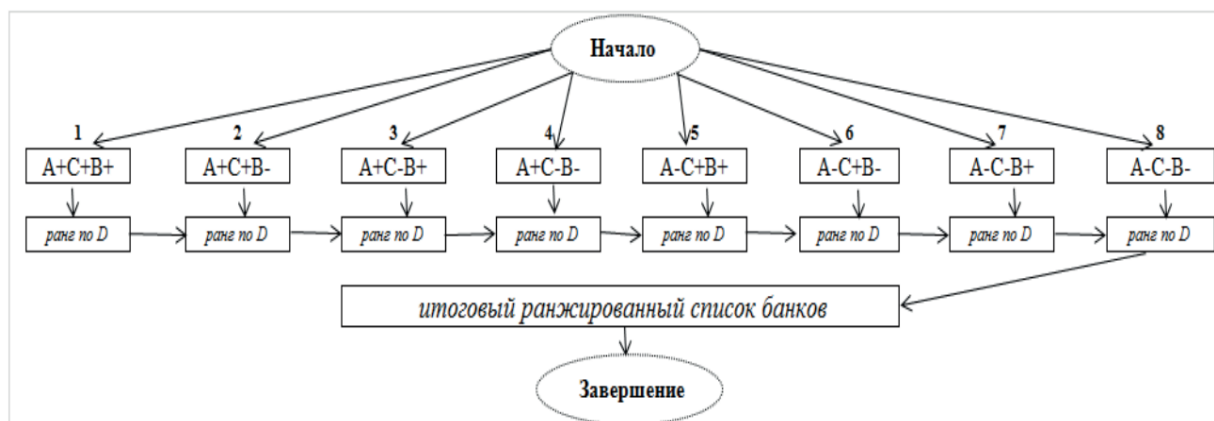 Начало
1 2 3 4 5 6 7 8
A+C+B+ A+C+B- A+C-B+ A+C-B- A-C+B+ A-C+B- A-C-B+ A-C-B-
ранг по D ранг по D ранг по D ранг по D ранг по D ранг по D ранг по D ранг по D
итоговый ранжированный список банков
Завершение